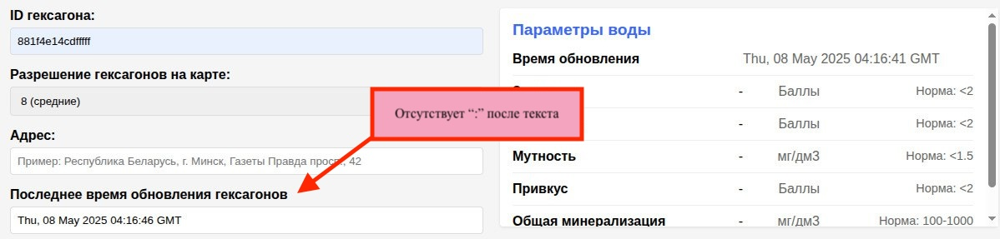 ID гексагона:
881f4e14cdfffff
Разрешение гексагонов на карте:
8 (средние)
Адрес:
Пример: Республика Беларусь, г. Минск, Газеты Правда просп., 42
Последнее время обновления гексагонов
Thu, 08 May 2025 04:16:46 GMT
Отсутствует “:” после текста
Параметры воды
Время обновления Thu, 08 May 2025 04:16:41 GMT
- Баллы Норма: <2
- Баллы Норма: <2
Мутность - мг/дм3 Норма: <1.5
Привкус - Баллы Норма: <2
Общая минерализация - мг/дм3 Норма: 100-1000